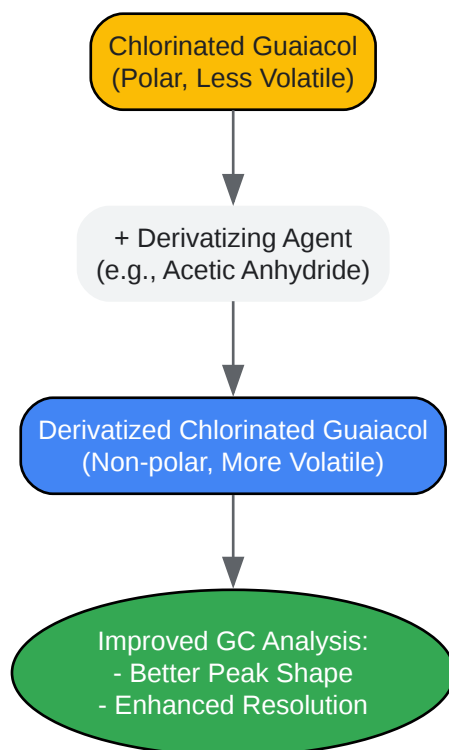 Chlorinated Guaiacol
(Polar, Less Volatile)
+ Derivatizing Agent
(e.g., Acetic Anhydride)
Derivatized Chlorinated Guaiacol
(Non-polar, More Volatile)
Improved GC Analysis:
- Better Peak Shape
- Enhanced Resolution